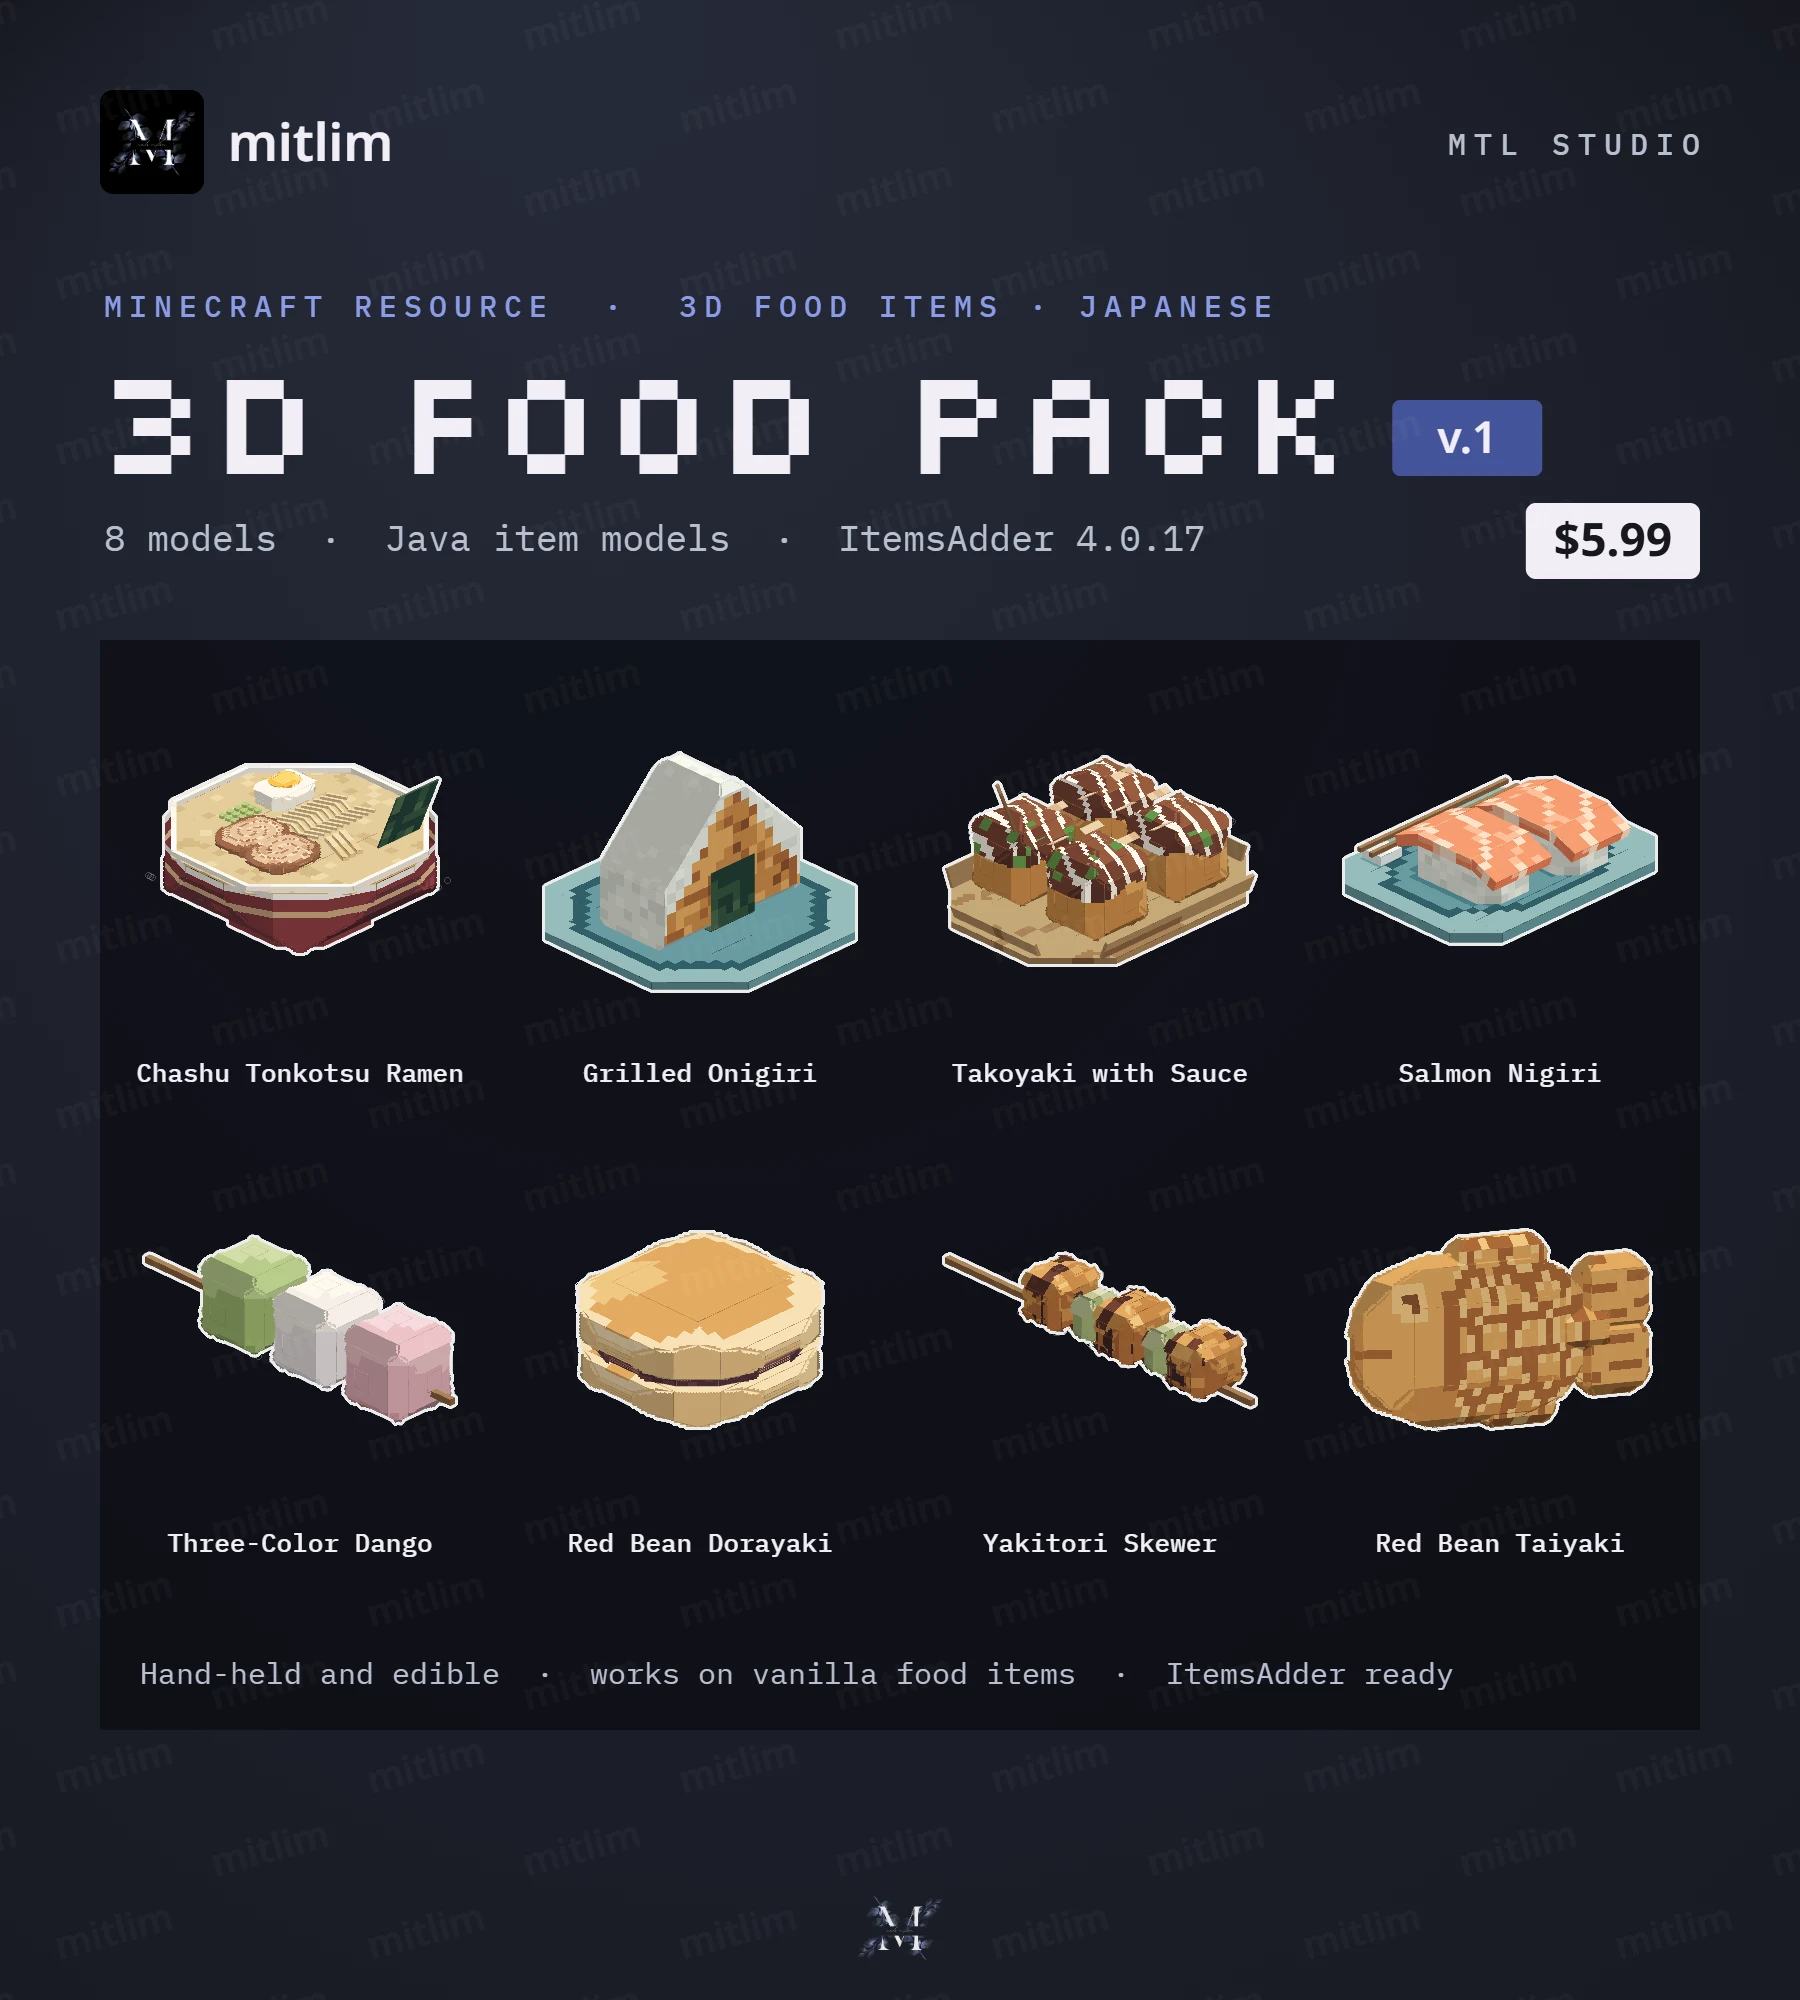 mitlim
MTL STUDIO
MINECRAFT RESOURCE · 3D FOOD ITEMS · JAPANESE
3D FOOD PACK v.1
8 models · Java item models · ItemsAdder 4.0.17
$5.99
Chashu Tonkotsu Ramen
Grilled Onigiri
Takoyaki with Sauce
Salmon Nigiri
Three-Color Dango
Red Bean Dorayaki
Yakitori Skewer
Red Bean Taiyaki
Hand-held and edible · works on vanilla food items · ItemsAdder ready
M